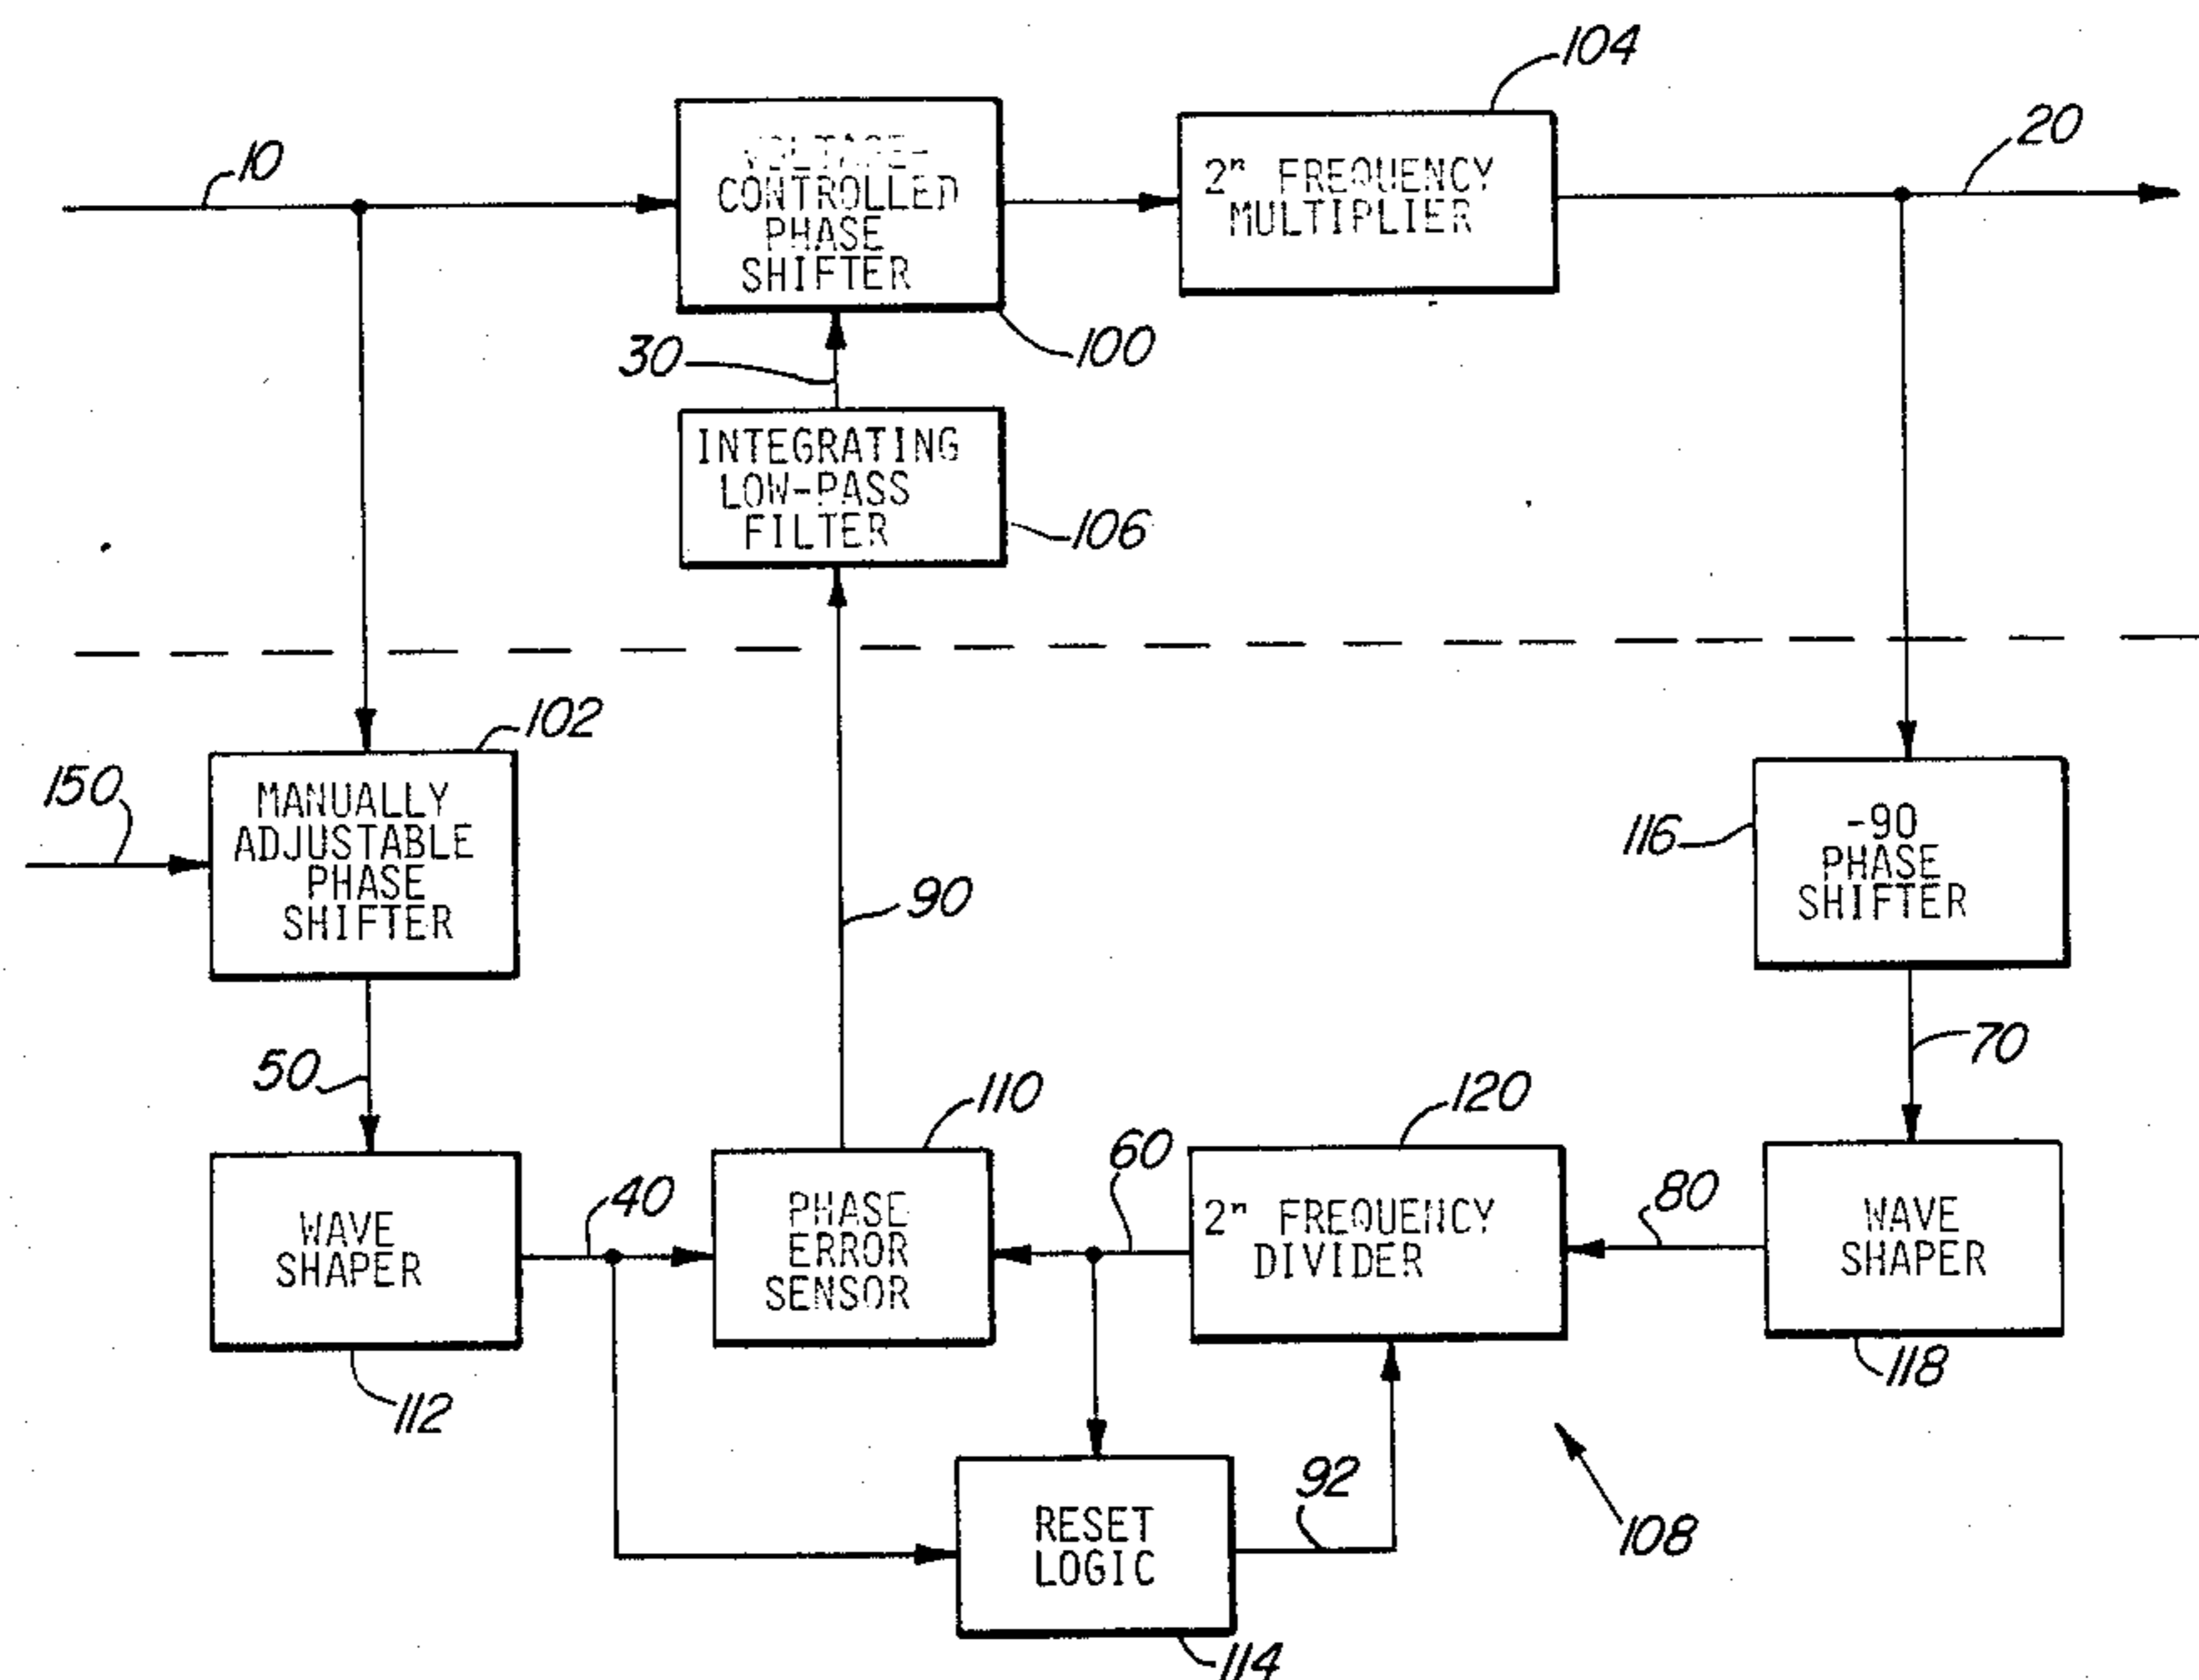 104
10
VOLTAGE-
CONTROLLED
PHASE
SHIFTER
2ⁿ FREQUENCY
MULTIPLIER
20
30
100
INTEGRATING
LOW-PASS
FILTER
106
102
150
MANUALLY
ADJUSTABLE
PHASE
SHIFTER
90
116
-90
PHASE
SHIFTER
50
70
110
120
WAVE
SHAPER
40
PHASE
ERROR
SENSOR
60
2ⁿ FREQUENCY
DIVIDER
80
WAVE
SHAPER
112
118
RESET
LOGIC
92
108
114